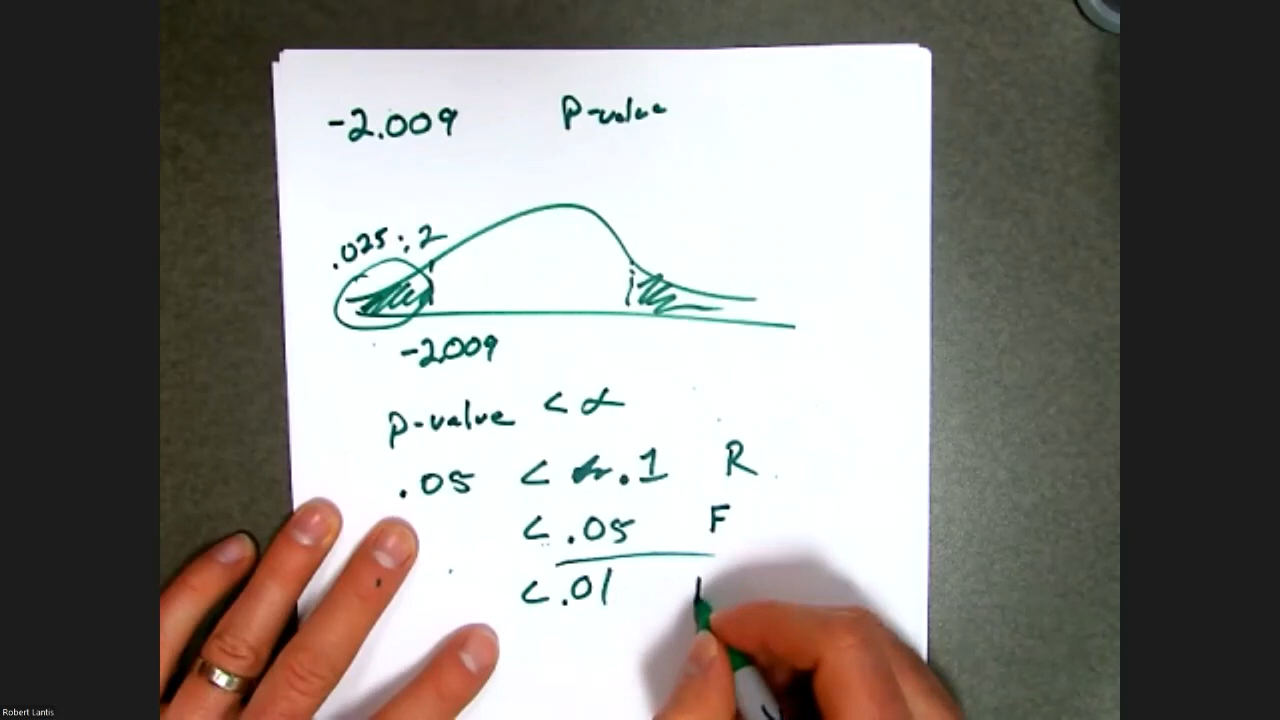 -2.009 P-value
.025 : 2
-2.009
p-value < α
.05 < .1 R
< .05 F
< .01
Robert Lantis